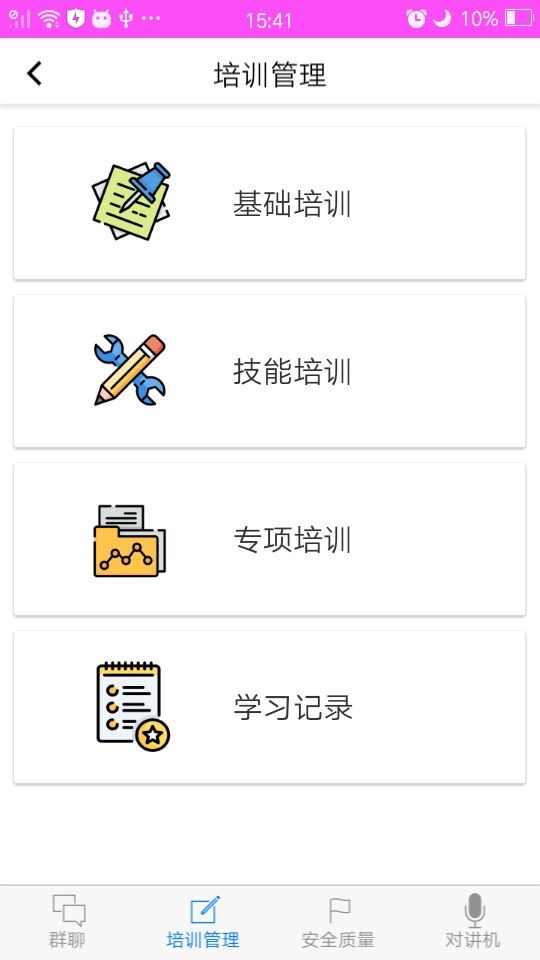 15:41
10%
培训管理
基础培训
技能培训
专项培训
学习记录
群聊
培训管理
安全质量
对讲机